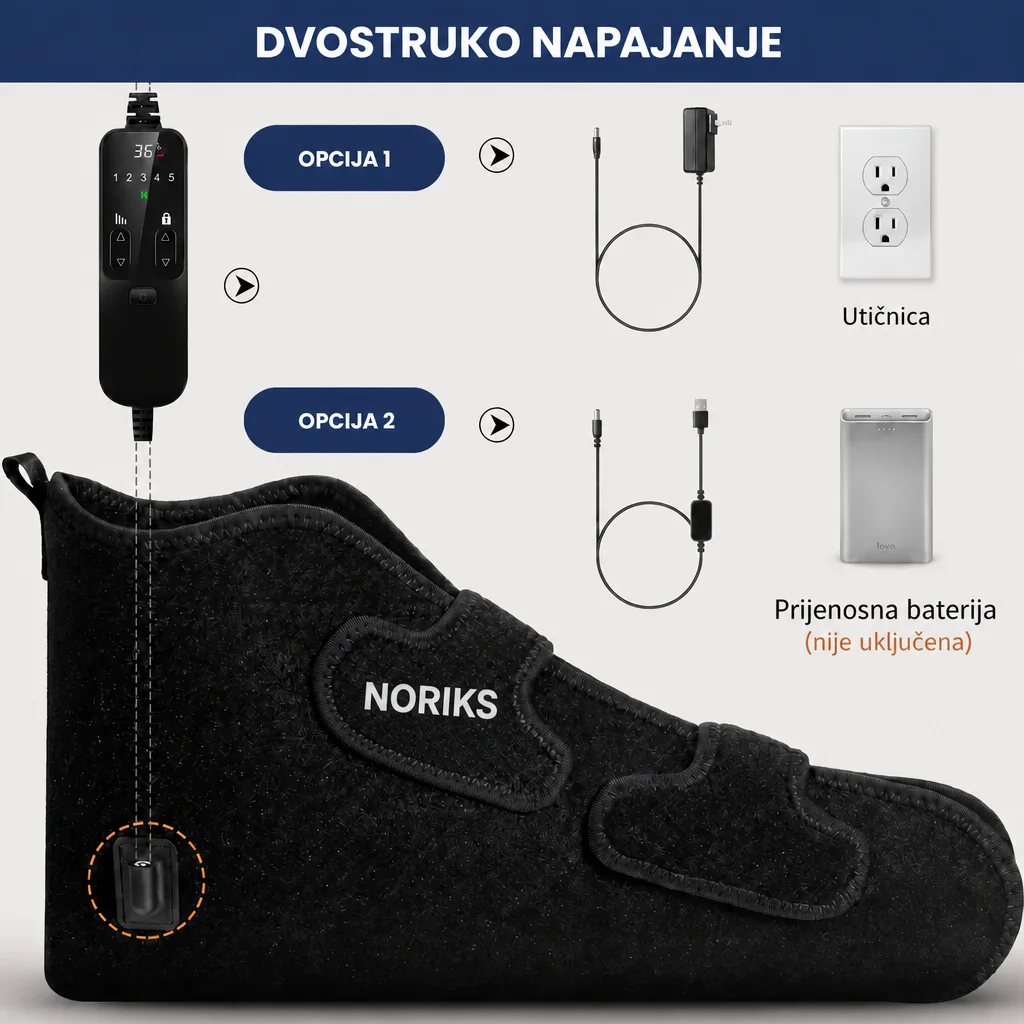 DVOSTRUKO NAPAJANJE
36
1 2 3 4 5
H
OPCIJA 1
Utičnica
OPCIJA 2
Prijenosna baterija
(nije uključena)
NORIKS